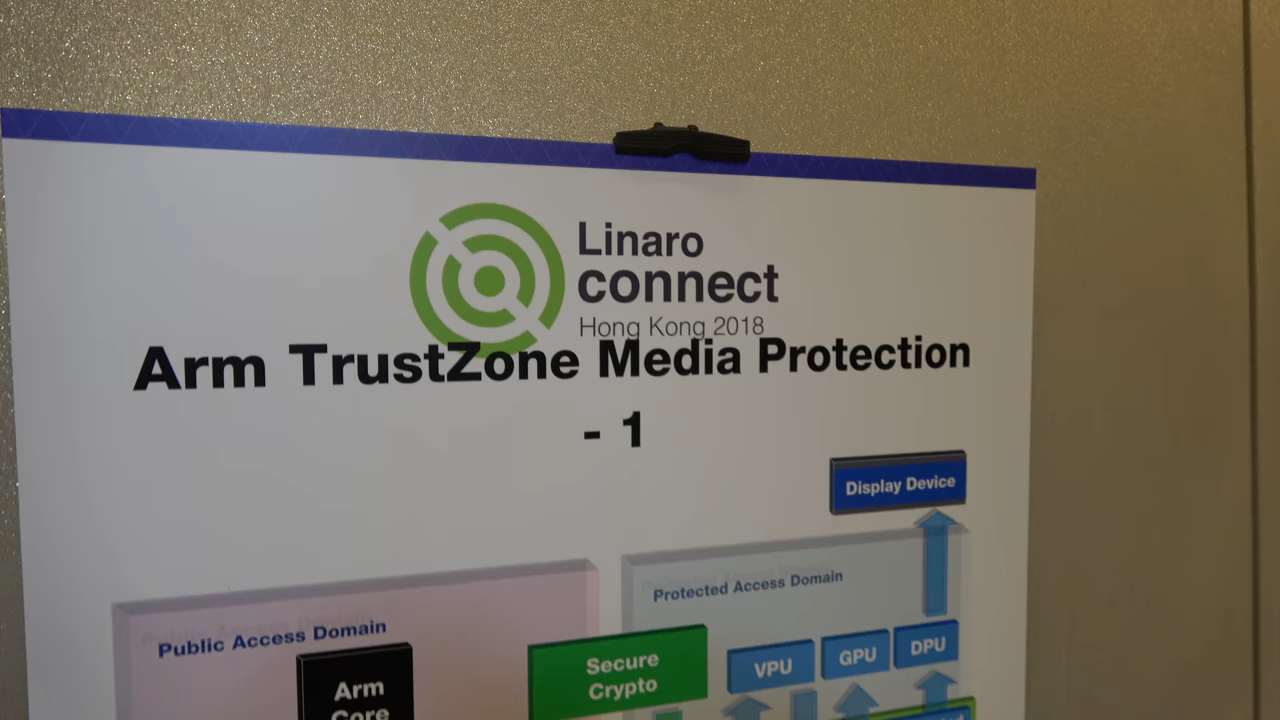 Linaro
connect
Hong Kong 2018
Arm TrustZone Media Protection
- 1
Display Device
Protected Access Domain
Public Access Domain
Secure
Crypto
VPU
GPU
DPU
Arm
Core